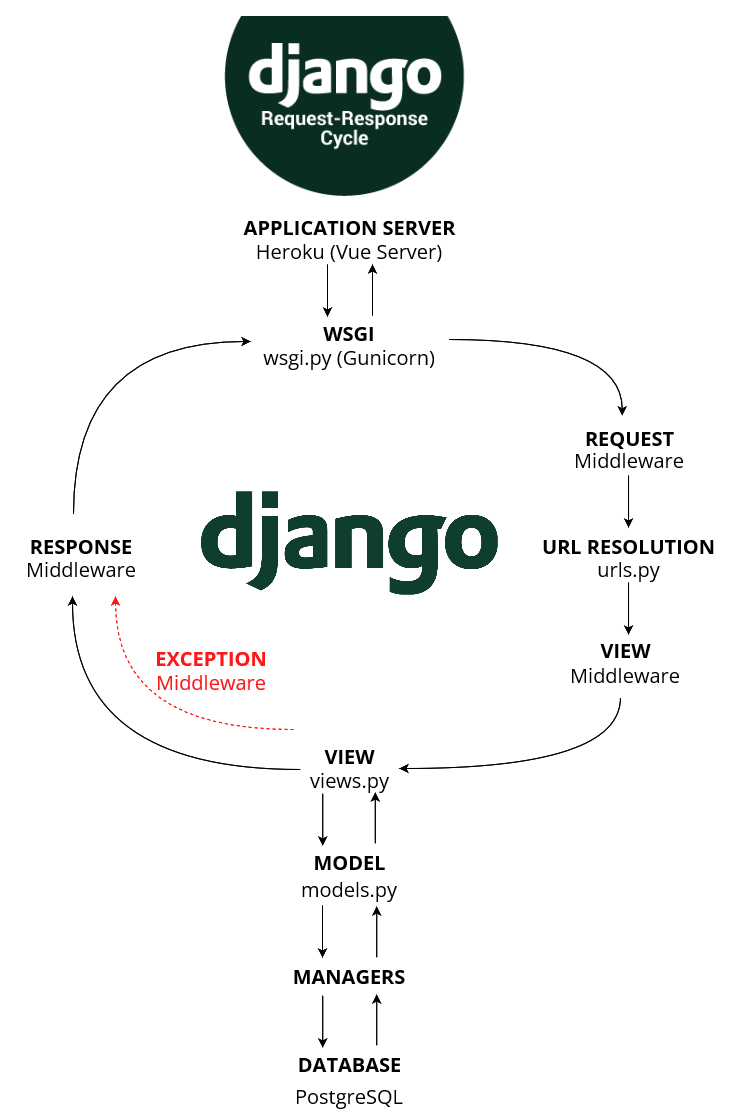 django
Request-Response
Cycle
APPLICATION SERVER
Heroku (Vue Server)
WSGI
wsgi.py (Gunicorn)
REQUEST
Middleware
RESPONSE
Middleware
django
URL RESOLUTION
urls.py
VIEW
Middleware
EXCEPTION
Middleware
VIEW
views.py
MODEL
models.py
MANAGERS
DATABASE
PostgreSQL